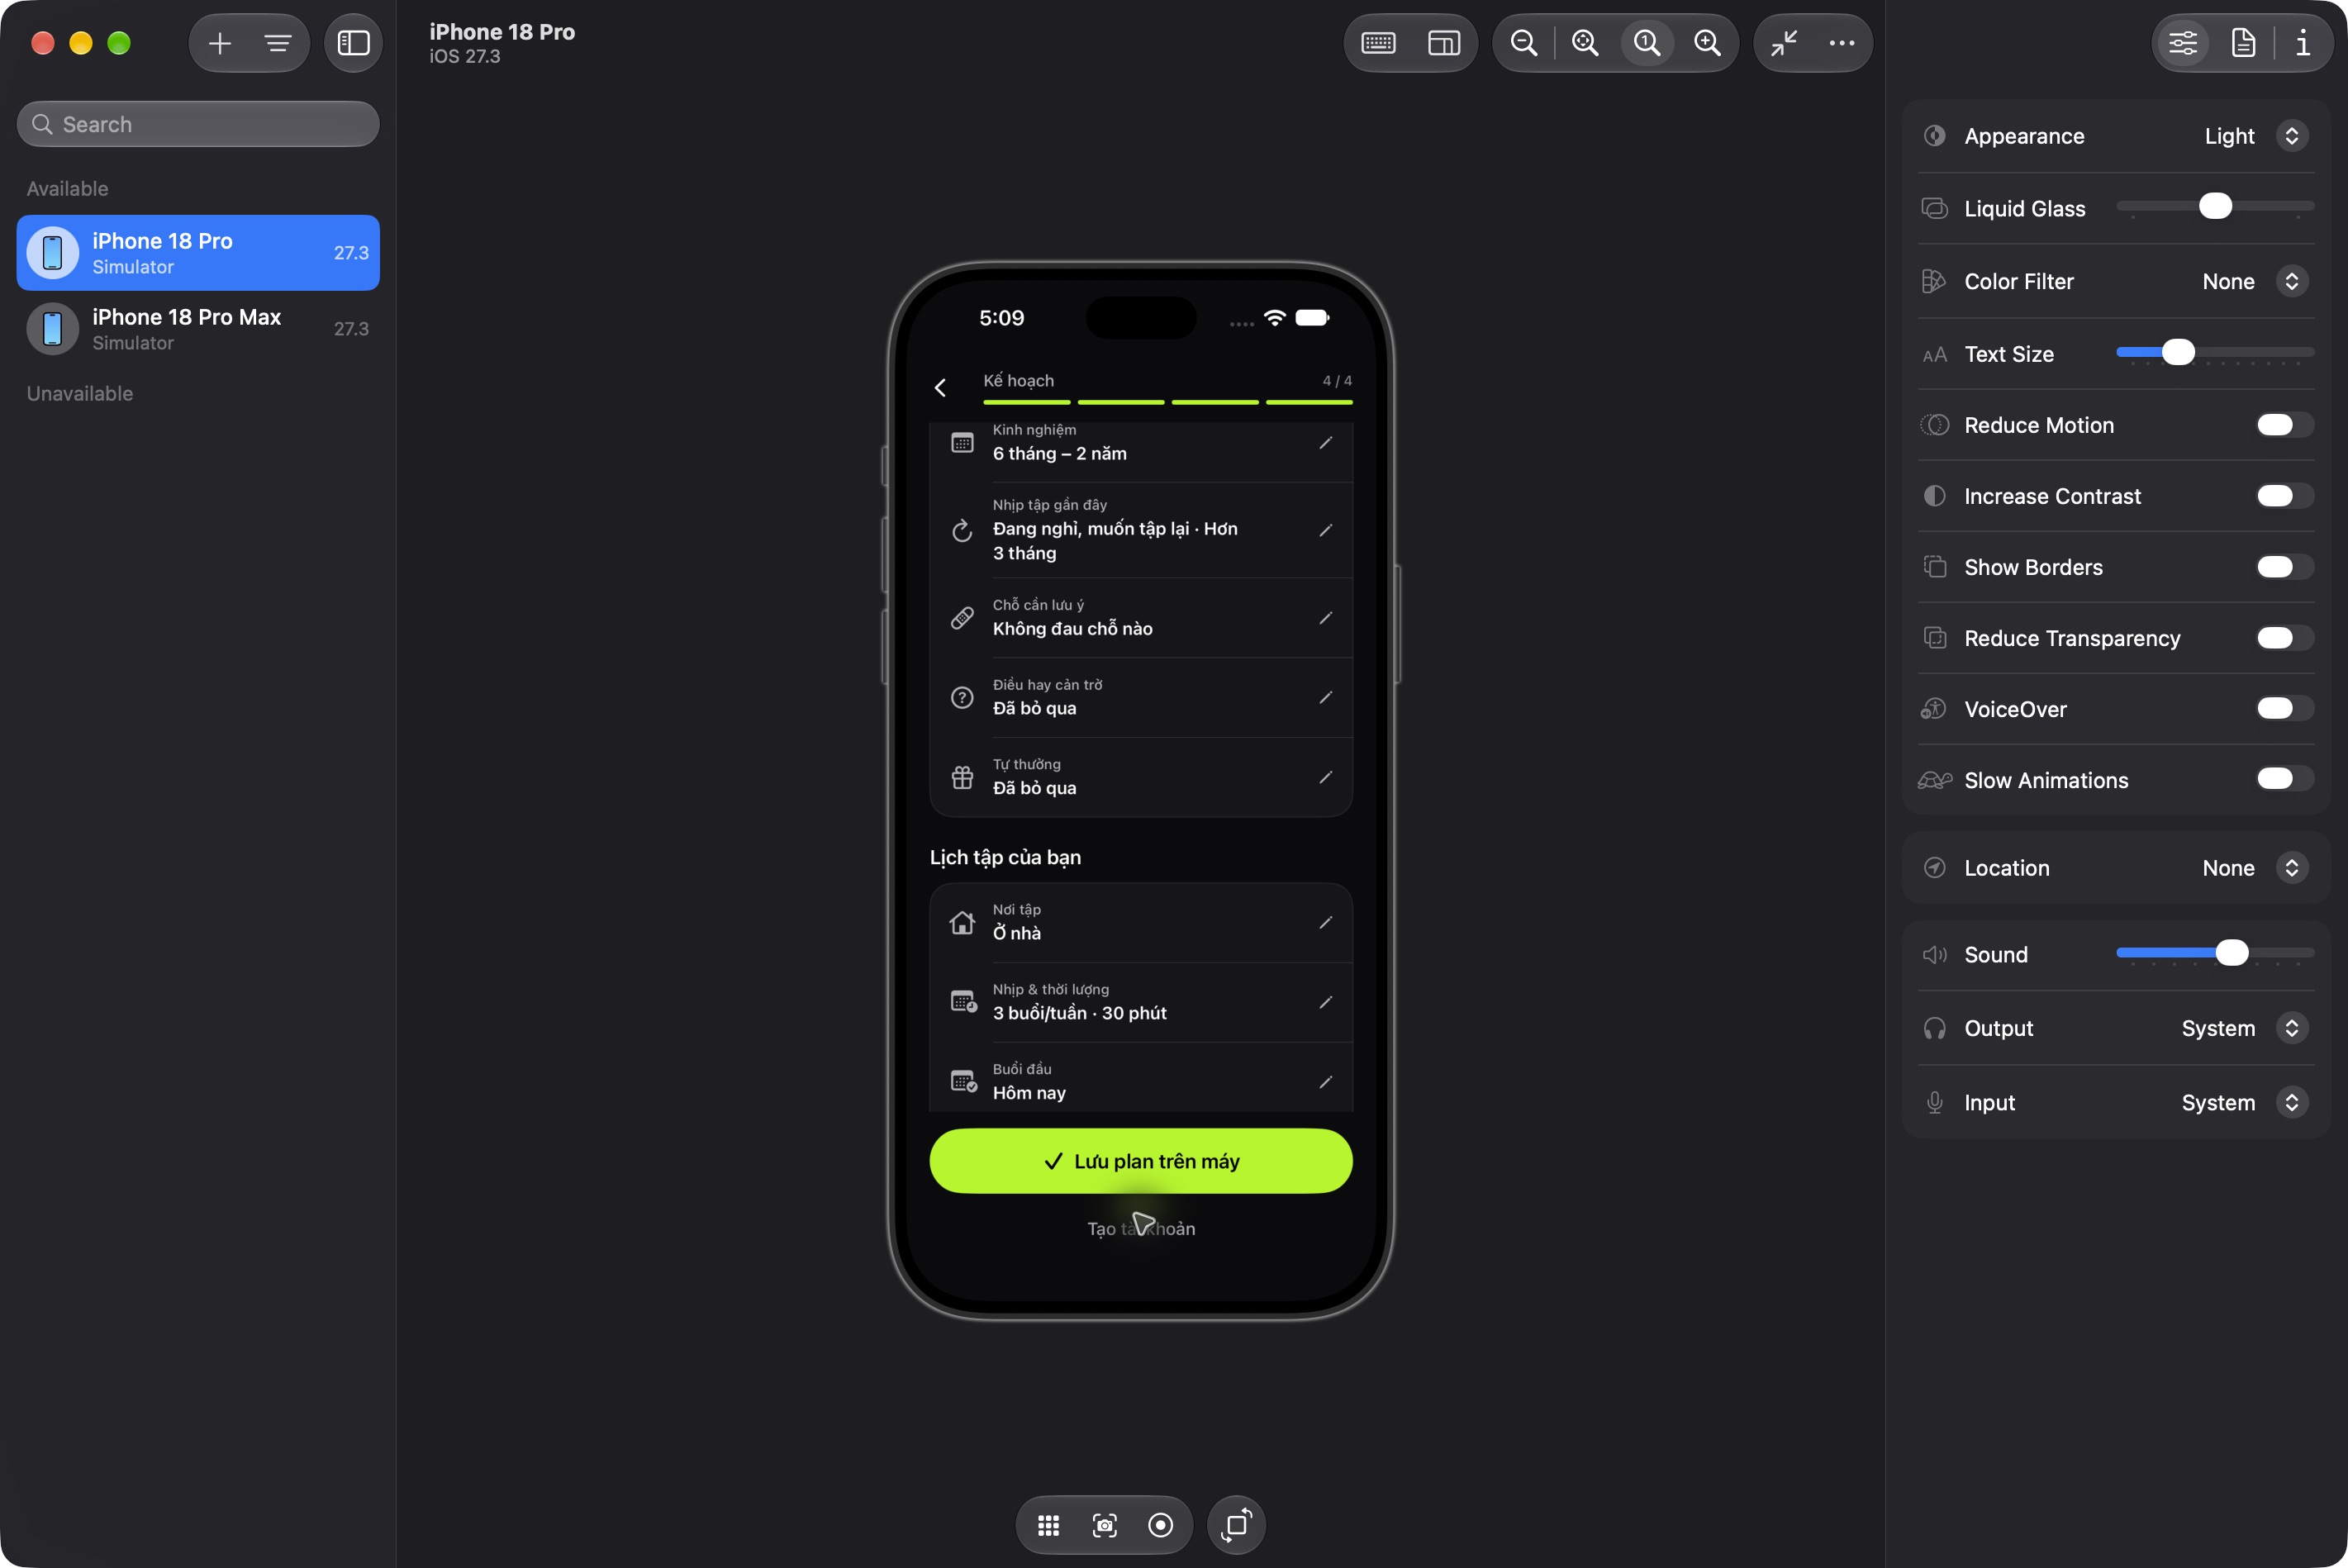 iPhone 18 Pro
iOS 27.3
Search
Available
iPhone 18 Pro
Simulator
27.3
iPhone 18 Pro Max
Simulator
27.3
Unavailable
5:09
Kế hoạch
4 / 4
Kinh nghiệm
6 tháng – 2 năm
Nhịp tập gần đây
Đang nghỉ, muốn tập lại · Hơn
3 tháng
Chỗ cần lưu ý
Không đau chỗ nào
Điều hay cản trở
Đã bỏ qua
Tự thưởng
Đã bỏ qua
Lịch tập của bạn
Nơi tập
Ở nhà
Nhịp & thời lượng
3 buổi/tuần · 30 phút
Buổi đầu
Hôm nay
Lưu plan trên máy
Tạo tài khoản
Appearance
Light
Liquid Glass
Color Filter
None
Text Size
Reduce Motion
Increase Contrast
Show Borders
Reduce Transparency
VoiceOver
Slow Animations
Location
None
Sound
Output
System
Input
System